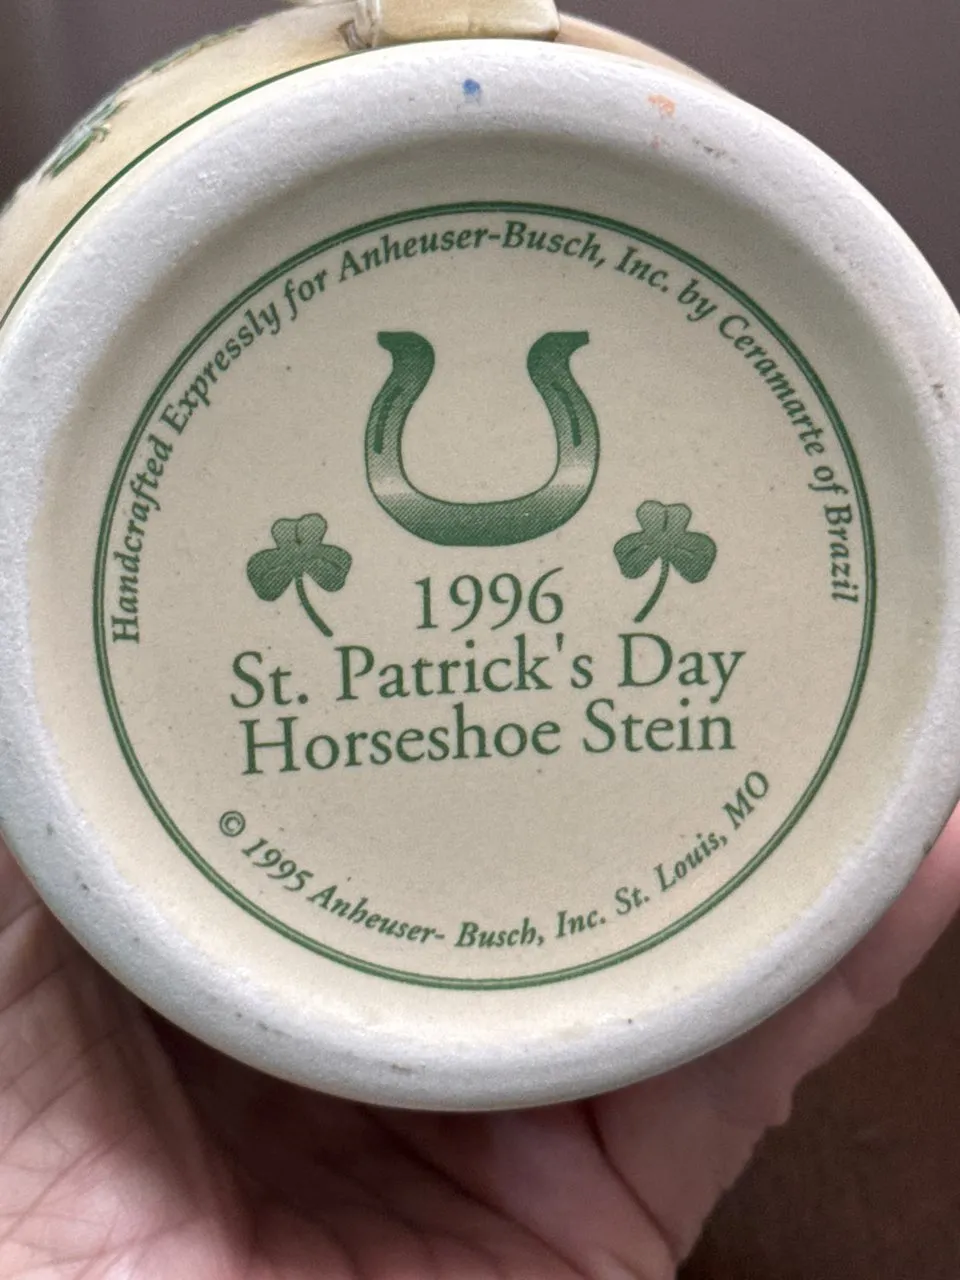 Handcrafted Expressly for Anheuser-Busch, Inc. by Ceramarte of Brazil
1996
St. Patrick's Day
Horseshoe Stein
© 1995 Anheuser- Busch, Inc. St. Louis, MO